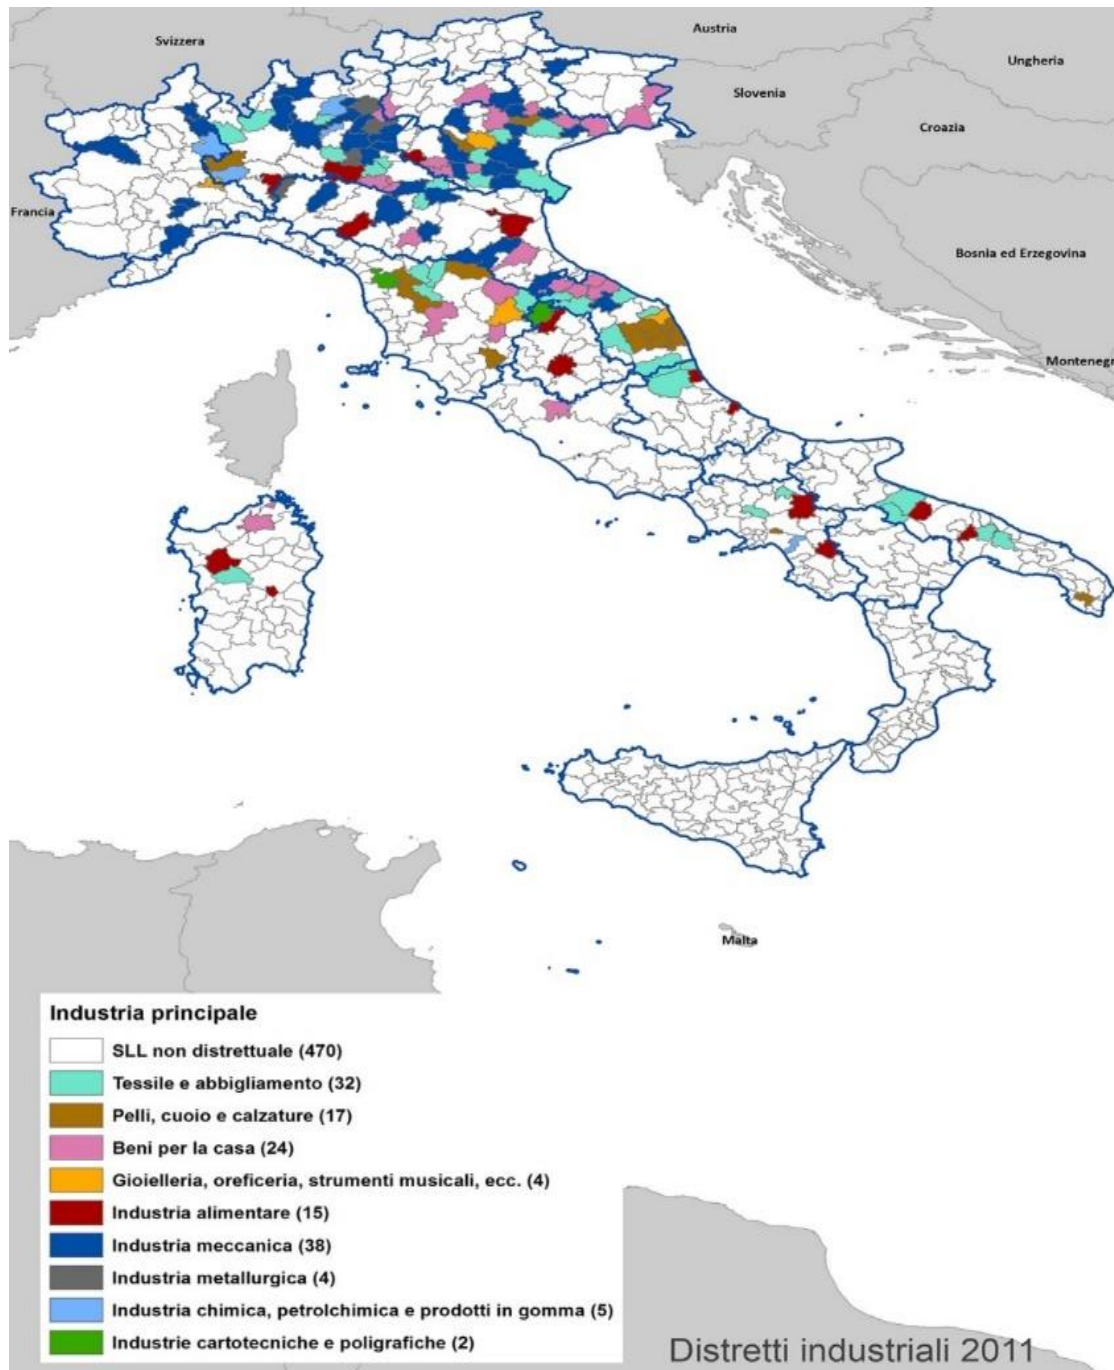 Svizzera
Austria
Ungheria
Slovenia
Croazia
Francia
Bosnia ed Erzegovina
Montenegr
Malta
Industria principale
SLL non distrettuale (470)
Tessile e abbigliamento (32)
Pelli, cuoio e calzature (17)
Beni per la casa (24)
Gioielleria, oreficeria, strumenti musicali, ecc. (4)
Industria alimentare (15)
Industria meccanica (38)
Industria metallurgica (4)
Industria chimica, petrolchimica e prodotti in gomma (5)
Industrie cartotecniche e poligrafiche (2)
Distretti industriali 2011